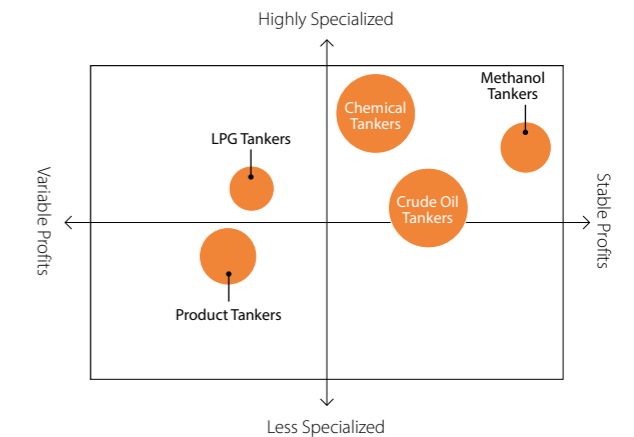 Highly Specialized
Methanol
Tankers
Chemical
Tankers
LPG Tankers
Variable Profits
Stable Profits
Crude Oil
Tankers
Product Tankers
Less Specialized